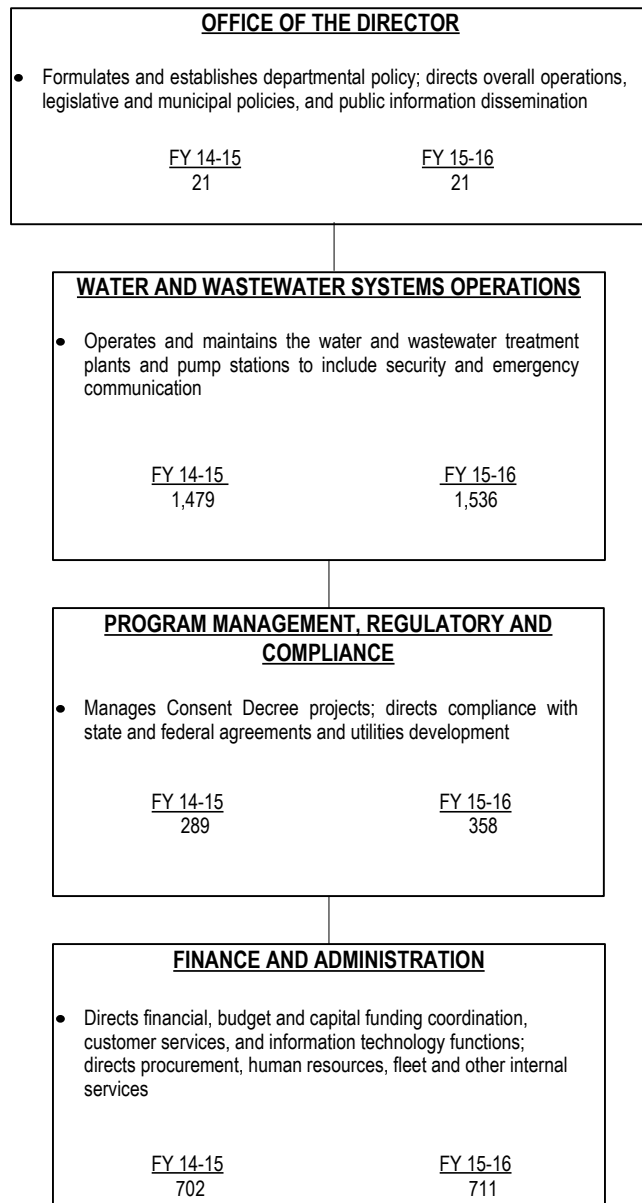 OFFICE OF THE DIRECTOR
● Formulates and establishes departmental policy; directs overall operations,
legislative and municipal policies, and public information dissemination
FY 14-15 FY 15-16
21 21
WATER AND WASTEWATER SYSTEMS OPERATIONS
● Operates and maintains the water and wastewater treatment
plants and pump stations to include security and emergency
communication
FY 14-15 FY 15-16
1,479 1,536
PROGRAM MANAGEMENT, REGULATORY AND
COMPLIANCE
● Manages Consent Decree projects; directs compliance with
state and federal agreements and utilities development
FY 14-15 FY 15-16
289 358
FINANCE AND ADMINISTRATION
● Directs financial, budget and capital funding coordination,
customer services, and information technology functions;
directs procurement, human resources, fleet and other internal
services
FY 14-15 FY 15-16
702 711